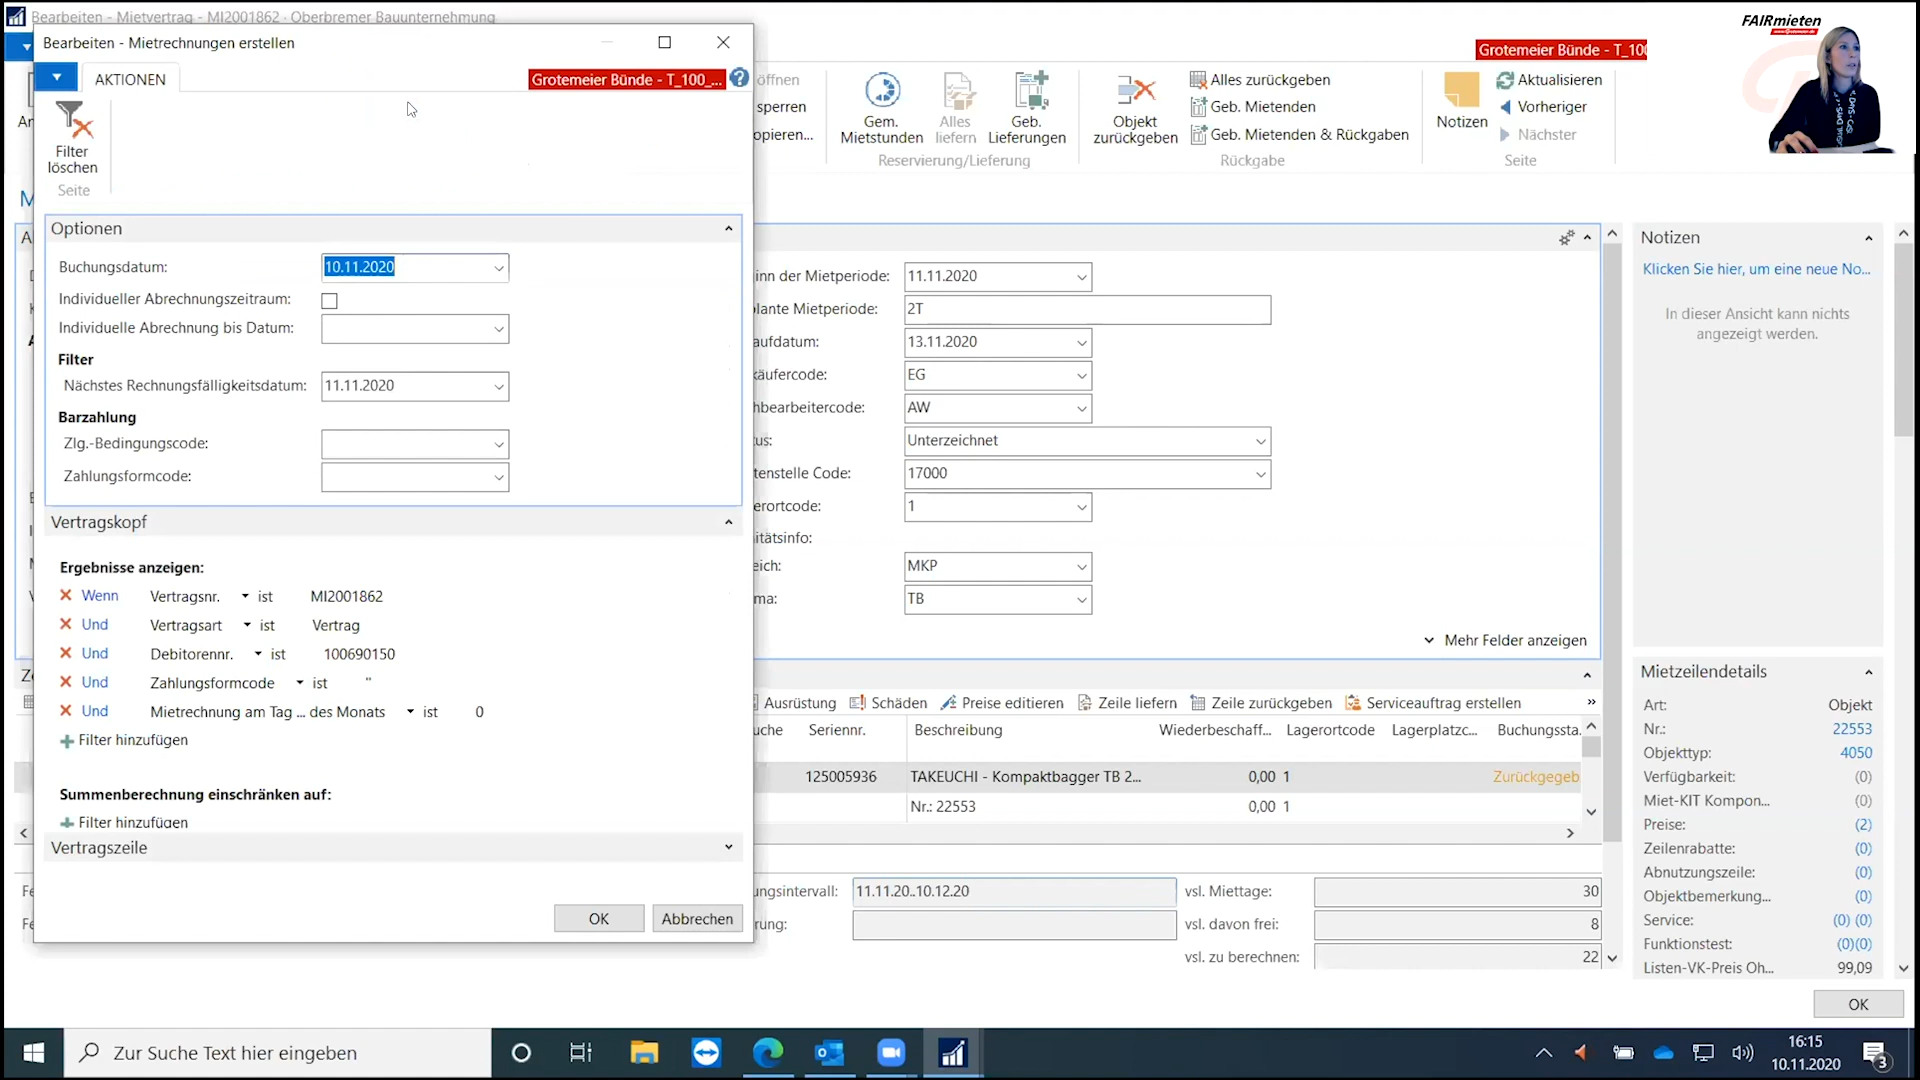 Bearbeiten - Mietvertrag - MI2001862 · Oberbremer Bauunternehmung
Bearbeiten - Mietrechnungen erstellen
AKTIONEN
Grotemeier Bünde - T_100_...
Filter
löschen
Seite
Optionen
Buchungsdatum: 10.11.2020
Individueller Abrechnungszeitraum:
Individuelle Abrechnung bis Datum:
Filter
Nächstes Rechnungsfälligkeitsdatum: 11.11.2020
Barzahlung
Zlg.-Bedingungscode:
Zahlungsformcode:
Vertragskopf
Ergebnisse anzeigen:
Wenn Vertragsnr. ist MI2001862
Und Vertragsart ist Vertrag
Und Debitorennr. ist 100690150
Und Zahlungsformcode ist ''
Und Mietrechnung am Tag ... des Monats ist 0
Filter hinzufügen
Summenberechnung einschränken auf:
Filter hinzufügen
Vertragszeile
OK Abbrechen
FAIRmieten
Grotemeier Bünde - T_100
öffnen
sperren
opieren...
Gem.
Mietstunden
Alles
liefern
Geb.
Lieferungen
Reservierung/Lieferung
Objekt
zurückgeben
Alles zurückgeben
Geb. Mietenden
Geb. Mietenden & Rückgaben
Rückgabe
Notizen
Aktualisieren
Vorheriger
Nächster
Seite
inn der Mietperiode: 11.11.2020
lante Mietperiode: 2T
aufdatum: 13.11.2020
käufercode: EG
hbearbeitercode: AW
tus: Unterzeichnet
tenstelle Code: 17000
erortcode: 1
itätsinfo:
eich: MKP
ma: TB
Mehr Felder anzeigen
Ausrüstung Schäden Preise editieren Zeile liefern Zeile zurückgeben Serviceauftrag erstellen »
uche Seriennr. Beschreibung Wiederbeschaff... Lagerortcode Lagerplatzc... Buchungssta.
125005936 TAKEUCHI - Kompaktbagger TB 2... 0,00 1 Zurückgegeb
Nr.: 22553 0,00 1
ungsintervall: 11.11.20..10.12.20 vsl. Miettage: 30
rung: vsl. davon frei: 8
vsl. zu berechnen: 22
Notizen
Klicken Sie hier, um eine neue No...
In dieser Ansicht kann nichts
angezeigt werden.
Mietzeilendetails
Art: Objekt
Nr.: 22553
Objekttyp: 4050
Verfügbarkeit: (0)
Miet-KIT Kompon... (0)
Preise: (2)
Zeilenrabatte: (0)
Abnutzungszeile: (0)
Objektbemerkung... (0)
Service: (0) (0)
Funktionstest: (0)(0)
Listen-VK-Preis Oh... 99,09
OK
Zur Suche Text hier eingeben
16:15
10.11.2020
3